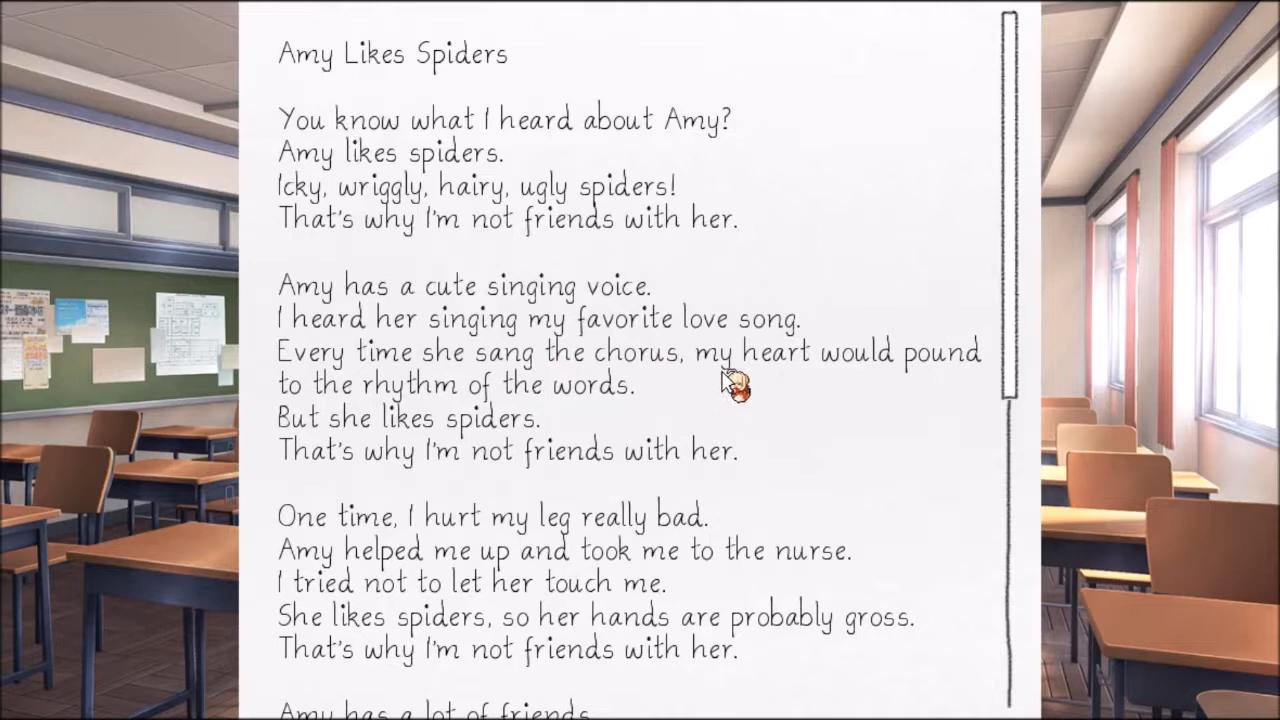 Amy Likes Spiders
You know what I heard about Amy?
Amy likes spiders.
Icky, wriggly, hairy, ugly spiders!
That's why I'm not friends with her.
Amy has a cute singing voice.
I heard her singing my favorite love song.
Every time she sang the chorus, my heart would pound
to the rhythm of the words.
But she likes spiders.
That's why I'm not friends with her.
One time, I hurt my leg really bad.
Amy helped me up and took me to the nurse.
I tried not to let her touch me.
She likes spiders, so her hands are probably gross.
That's why I'm not friends with her.
Amy has a lot of friends